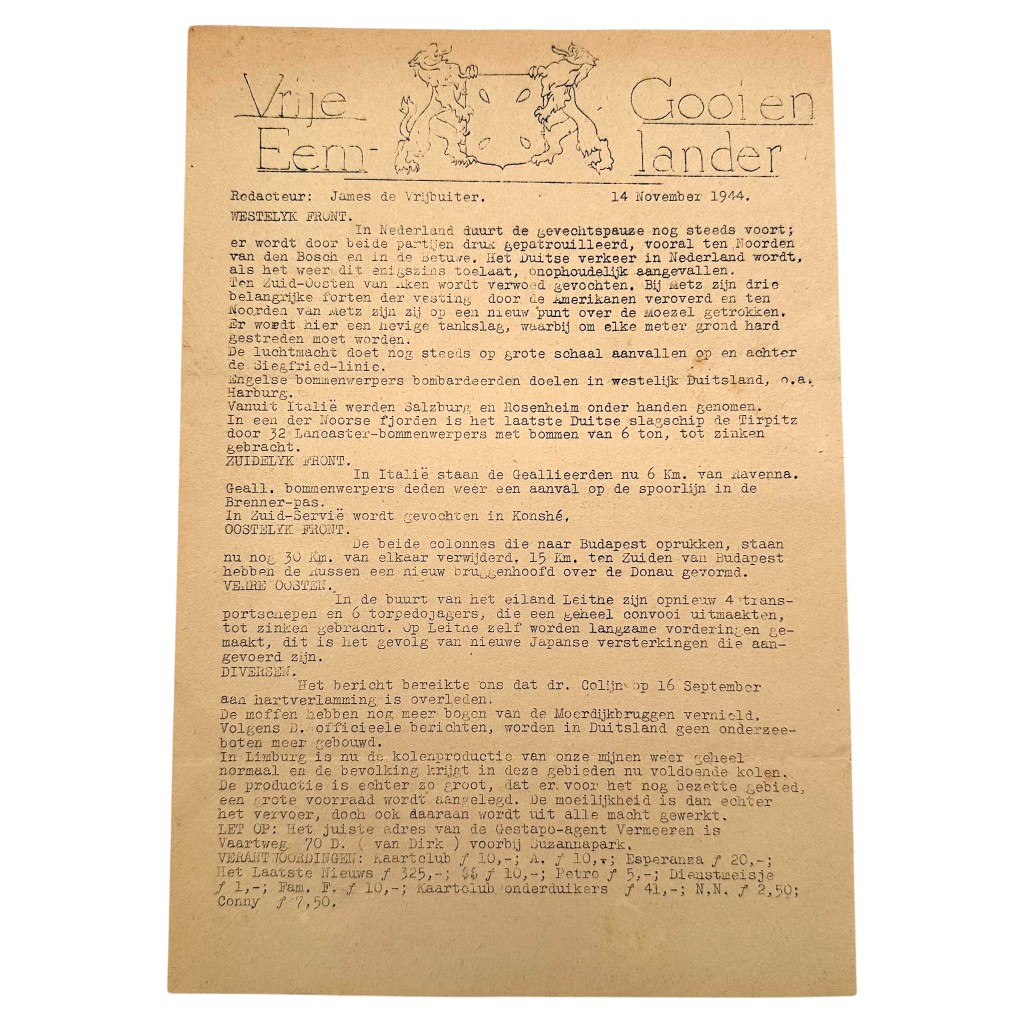 Vrije Gooi en
Eem- lander
Redacteur: James de Vrijbuiter. 14 November 1944.
WESTELYK FRONT.
In Nederland duurt de gevechtspauze nog steeds voort;
er wordt door beide partijen druk gepatrouilleerd, vooral ten Noorden
van den Bosch en in de Betuwe. Het Duitse verkeer in Nederland wordt,
als het weer dit enigszins toelaat, onophoudelijk aangevallen.
Ten Zuid-Oosten van Aken wordt verwoed gevochten. Bij Metz zijn drie
belangrijke forten der vesting door de Amerikanen veroverd en ten
Noorden van Metz zijn zij op een nieuw punt over de Moezel getrokken.
Er woedt hier een hevige tankslag, waarbij om elke meter grond hard
gestreden moet worden.
De luchtmacht doet nog steeds op grote schaal aanvallen op en achter
de Siegfried-linie.
Engelse bommenwerpers bombardeerden doelen in westelijk Duitsland, o.a.
Harburg.
Vanuit Italië werden Salzburg en Rosenheim onder handen genomen.
In een der Noorse fjorden is het laatste Duitse slagschip de Tirpitz
door 32 Lancaster-bommenwerpers met bommen van 6 ton, tot zinken
gebracht.
ZUIDELYK FRONT.
In Italië staan de Geallieerden nu 6 Km. van Ravenna.
Geall. bommenwerpers deden weer een aanval op de spoorlijn in de
Brenner-pas.
In Zuid-Servië wordt gevochten in Konshé.
OOSTELYK FRONT.
De beide colonnes die naar Budapest oprukken, staan
nu nog 30 Km. van elkaar verwijderd. 15 Km. ten Zuiden van Budapest
hebben de Russen een nieuw bruggenhoofd over de Donau gevormd.
VERRE OOSTEN.
In de buurt van het eiland Leithe zijn opnieuw 4 trans-
portschepen en 6 torpedojagers, die een geheel convooi uitmaakten,
tot zinken gebracht. Op Leithe zelf worden langzame vorderingen ge-
maakt, dit is het gevolg van nieuwe Japanse versterkingen die aan-
gevoerd zijn.
DIVERSEN.
Het bericht bereikte ons dat dr. Colijn op 16 September
aan hartverlamming is overleden.
De moffen hebben nog meer bogen van de Moerdijkbruggen vernield.
Volgens D. officieele berichten, worden in Duitsland geen onderzee-
boten meer gebouwd.
In Limburg is nu de kolenproductie van onze mijnen weer geheel
normaal en de bevolking krijgt in deze gebieden nu voldoende kolen.
De productie is echter zo groot, dat er voor het nog bezette gebied,
een grote voorraad wordt aangelegd. De moeilijkheid is dan echter
het vervoer, doch ook daaraan wordt uit alle macht gewerkt.
LET OP: Het juiste adres van de Gestapo-agent Vermeeren is
Vaartweg 70 D. ( van Dirk ) voorbij Suzannapark.
VERANTWOORDINGEN: Kaartclub ƒ 10,-; A. ƒ 10,-; Esperanza ƒ 20,-;
Het Laatste Nieuws ƒ 325,-; $$ ƒ 10,-; Petro ƒ 5,-; Dienstmeisje
ƒ 1,-; Fam. F. ƒ 10,-; Kaartclub onderduikers ƒ 41,-; N.N. ƒ 2,50;
Conny ƒ 7,50.